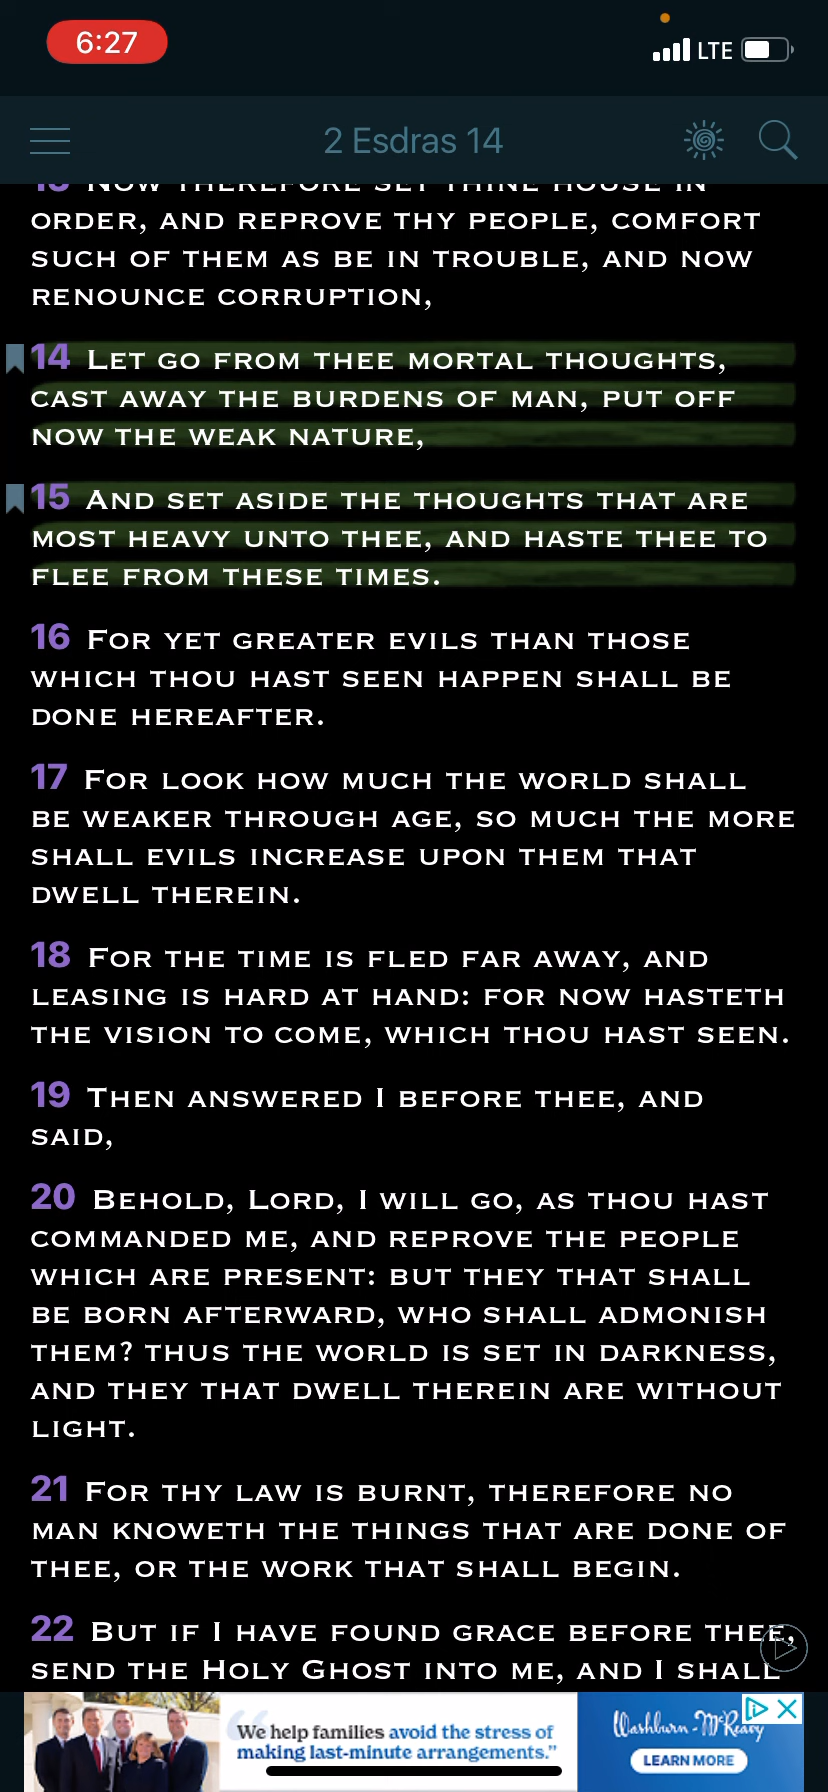 6:27
LTE
2 Esdras 14
13 Now therefore set thine house in
order, and reprove thy people, comfort
such of them as be in trouble, and now
renounce corruption,
14 Let go from thee mortal thoughts,
cast away the burdens of man, put off
now the weak nature,
15 And set aside the thoughts that are
most heavy unto thee, and haste thee to
flee from these times.
16 For yet greater evils than those
which thou hast seen happen shall be
done hereafter.
17 For look how much the world shall
be weaker through age, so much the more
shall evils increase upon them that
dwell therein.
18 For the time is fled far away, and
leasing is hard at hand: for now hasteth
the vision to come, which thou hast seen.
19 Then answered I before thee, and
said,
20 Behold, Lord, I will go, as thou hast
commanded me, and reprove the people
which are present: but they that shall
be born afterward, who shall admonish
them? thus the world is set in darkness,
and they that dwell therein are without
light.
21 For thy law is burnt, therefore no
man knoweth the things that are done of
thee, or the work that shall begin.
22 But if I have found grace before thee,
send the Holy Ghost into me, and I shall
We help families avoid the stress of
making last-minute arrangements.”
Washburn-McReavy
LEARN MORE